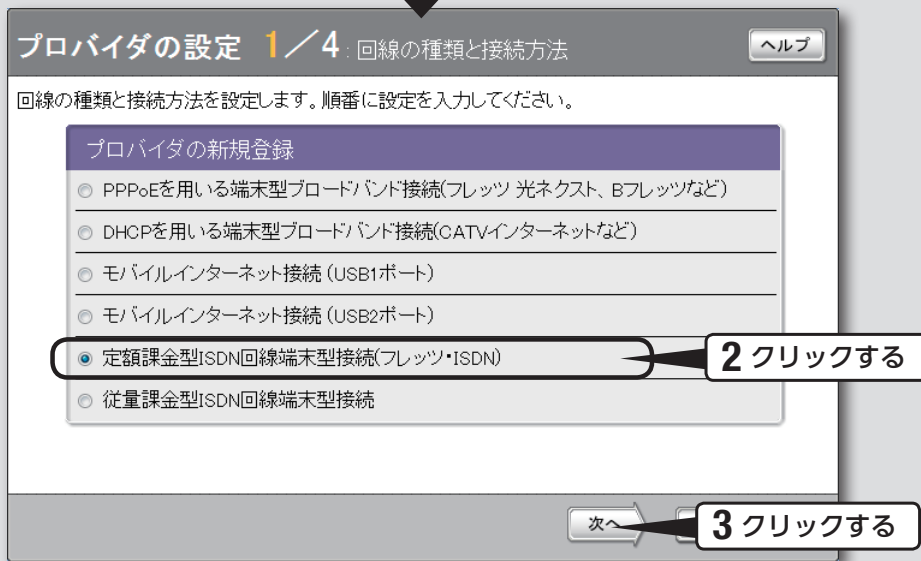 プロバイダの設定 1／4:回線の種類と接続方法
ヘルプ
回線の種類と接続方法を設定します。順番に設定を入力してください。
プロバイダの新規登録
PPPoEを用いる端末型ブロードバンド接続(フレッツ 光ネクスト、Bフレッツなど)
DHCPを用いる端末型ブロードバンド接続(CATVインターネットなど)
モバイルインターネット接続 (USB1ポート)
モバイルインターネット接続 (USB2ポート)
定額課金型ISDN回線端末型接続(フレッツ・ISDN)
2 クリックする
従量課金型ISDN回線端末型接続
次へ
3 クリックする